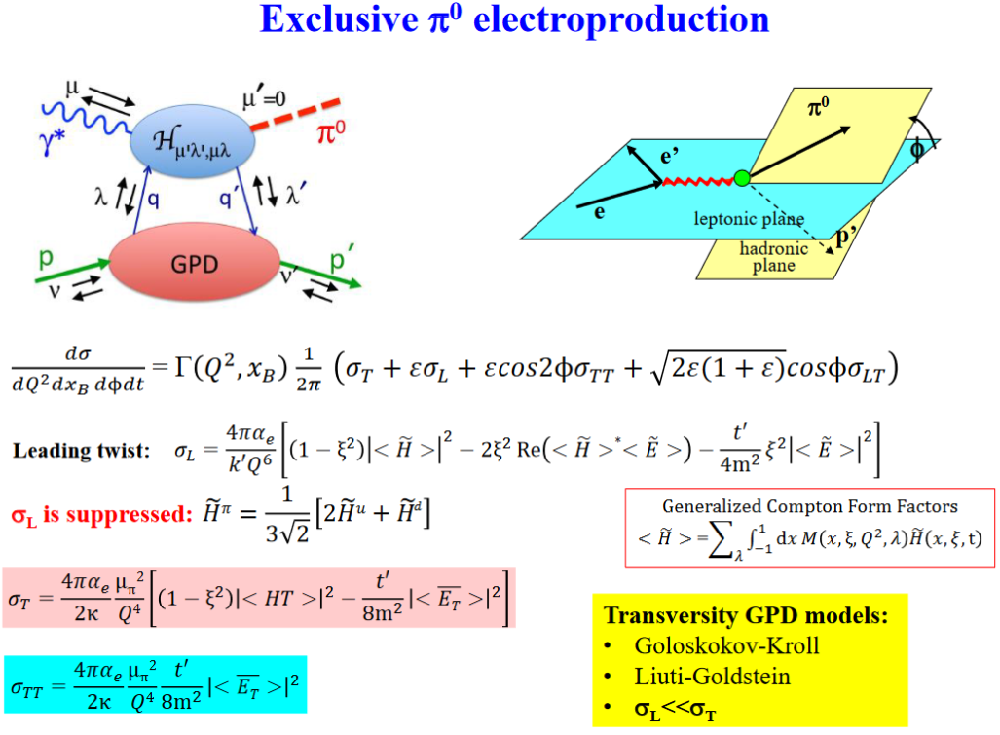 Exclusive π⁰ electroproduction
μ
μ′=0
γ*
ℋμ′λ′,μλ
π⁰
λ
q
q′
λ′
p
GPD
p′
ν
ν′
π⁰
e’
ϕ
e
leptonic plane
p’
hadronic
plane
dσ/(dQ²dx_B dϕdt) = Γ(Q², x_B) 1/2π (σ_T + εσ_L + εcos2ϕσ_TT + √(2ε(1 + ε))cosϕσ_LT)
Leading twist: σ_L = 4πα_e/(k′Q⁶) [(1 − ξ²)|< H̃ >|² − 2ξ² Re(< H̃ >*< Ẽ >) − t′/4m² ξ²|< Ẽ >|²]
σ_L is suppressed: H̃^π = 1/(3√2) [2H̃^u + H̃^d]
Generalized Compton Form Factors
< H̃ > =∑_λ ∫₋₁¹ dx M(x, ξ, Q², λ)H̃(x, ξ, t)
σ_T = 4πα_e/2κ μ_π²/Q⁴ [(1 − ξ²)|< HT >|² − t′/8m² |< E̅_T >|²]
Transversity GPD models:
• Goloskokov-Kroll
• Liuti-Goldstein
• σ_L<<σ_T
σ_TT = 4πα_e/2κ μ_π²/Q⁴ t′/8m² |< E̅_T >|²